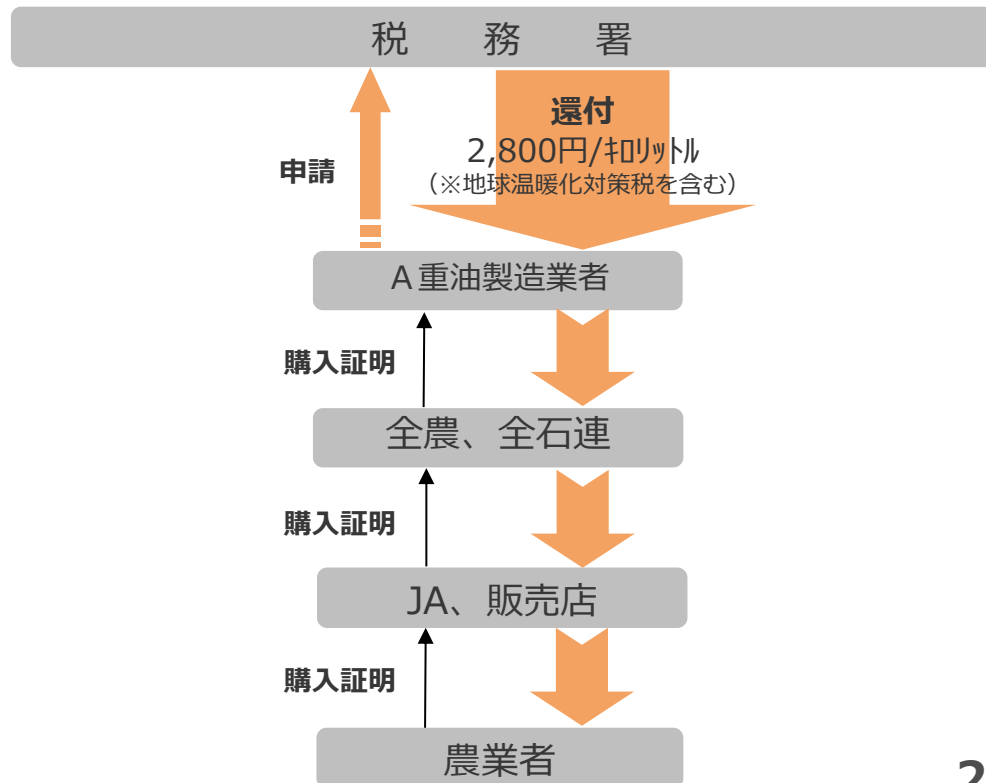 税　務　署
還付
2,800円/ｷﾛﾘｯﾄﾙ
（※地球温暖化対策税を含む）
申請
A重油製造業者
購入証明
全農、全石連
購入証明
JA、販売店
購入証明
農業者
2